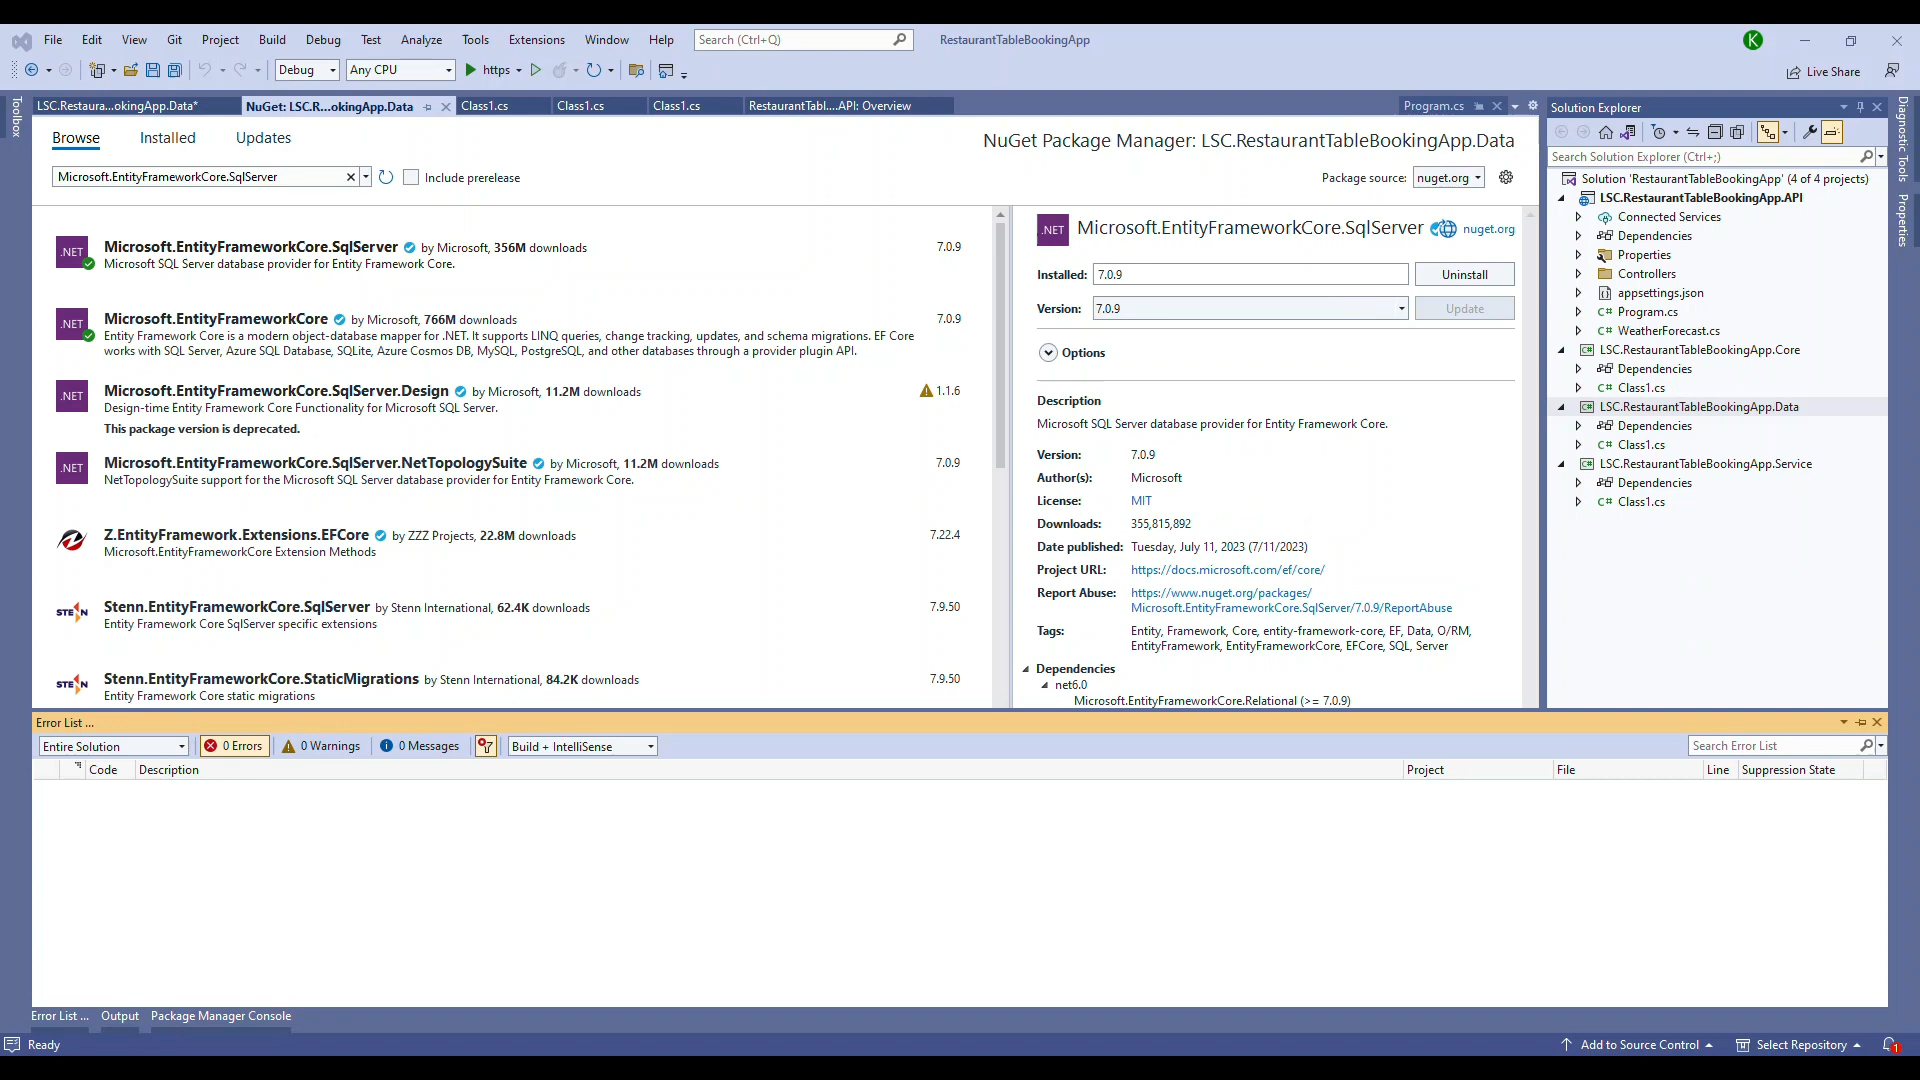 File Edit View Git Project Build Debug Test Analyze Tools Extensions Window Help Search (Ctrl+Q) RestaurantTableBookingApp K
Debug Any CPU https Live Share
Toolbox
LSC.Restaura...okingApp.Data* NuGet: LSC.R...okingApp.Data Class1.cs Class1.cs Class1.cs RestaurantTabl....API: Overview Program.cs
Browse Installed Updates NuGet Package Manager: LSC.RestaurantTableBookingApp.Data
Microsoft.EntityFrameworkCore.SqlServer Include prerelease Package source: nuget.org
.NET Microsoft.EntityFrameworkCore.SqlServer by Microsoft, 356M downloads 7.0.9
Microsoft SQL Server database provider for Entity Framework Core.
.NET Microsoft.EntityFrameworkCore by Microsoft, 766M downloads 7.0.9
Entity Framework Core is a modern object-database mapper for .NET. It supports LINQ queries, change tracking, updates, and schema migrations. EF Core
works with SQL Server, Azure SQL Database, SQLite, Azure Cosmos DB, MySQL, PostgreSQL, and other databases through a provider plugin API.
.NET Microsoft.EntityFrameworkCore.SqlServer.Design by Microsoft, 11.2M downloads 1.1.6
Design-time Entity Framework Core Functionality for Microsoft SQL Server.
This package version is deprecated.
.NET Microsoft.EntityFrameworkCore.SqlServer.NetTopologySuite by Microsoft, 11.2M downloads 7.0.9
NetTopologySuite support for the Microsoft SQL Server database provider for Entity Framework Core.
Z.EntityFramework.Extensions.EFCore by ZZZ Projects, 22.8M downloads 7.22.4
Microsoft.EntityFrameworkCore Extension Methods
STENN Stenn.EntityFrameworkCore.SqlServer by Stenn International, 62.4K downloads 7.9.50
Entity Framework Core SqlServer specific extensions
STENN Stenn.EntityFrameworkCore.StaticMigrations by Stenn International, 84.2K downloads 7.9.50
Entity Framework Core static migrations
.NET Microsoft.EntityFrameworkCore.SqlServer nuget.org
Installed: 7.0.9 Uninstall
Version: 7.0.9 Update
Options
Description
Microsoft SQL Server database provider for Entity Framework Core.
Version: 7.0.9
Author(s): Microsoft
License: MIT
Downloads: 355,815,892
Date published: Tuesday, July 11, 2023 (7/11/2023)
Project URL: https://docs.microsoft.com/ef/core/
Report Abuse: https://www.nuget.org/packages/
Microsoft.EntityFrameworkCore.SqlServer/7.0.9/ReportAbuse
Tags: Entity, Framework, Core, entity-framework-core, EF, Data, O/RM,
EntityFramework, EntityFrameworkCore, EFCore, SQL, Server
Dependencies
net6.0
Microsoft.EntityFrameworkCore.Relational (>= 7.0.9)
Solution Explorer
Search Solution Explorer (Ctrl+;)
Solution 'RestaurantTableBookingApp' (4 of 4 projects)
LSC.RestaurantTableBookingApp.API
Connected Services
Dependencies
Properties
Controllers
appsettings.json
C# Program.cs
C# WeatherForecast.cs
C# LSC.RestaurantTableBookingApp.Core
Dependencies
C# Class1.cs
C# LSC.RestaurantTableBookingApp.Data
Dependencies
C# Class1.cs
C# LSC.RestaurantTableBookingApp.Service
Dependencies
C# Class1.cs
Diagnostic Tools
Properties
Error List ...
Entire Solution 0 Errors 0 Warnings 0 Messages Build + IntelliSense Search Error List
Code Description Project File Line Suppression State
Error List ... Output Package Manager Console
Ready Add to Source Control Select Repository 1